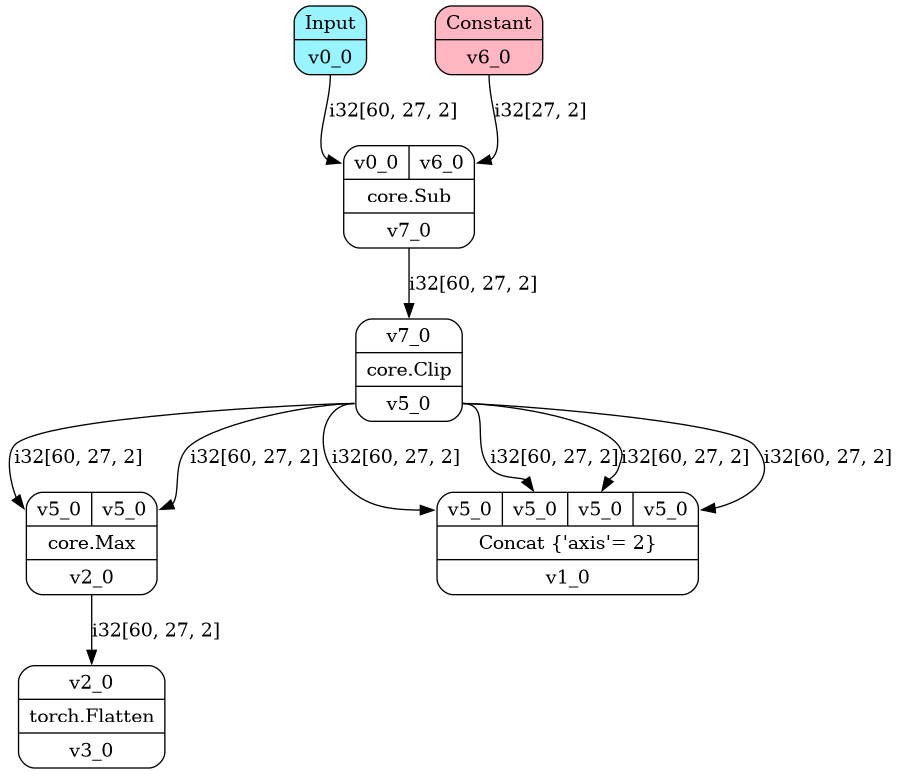 Input
v0_0
Constant
v6_0
i32[60, 27, 2]
i32[27, 2]
v0_0 v6_0
core.Sub
v7_0
i32[60, 27, 2]
v7_0
core.Clip
v5_0
i32[60, 27, 2] i32[60, 27, 2] i32[60, 27, 2] i32[60, 27, 2] i32[60, 27, 2] i32[60, 27, 2]
v5_0 v5_0
core.Max
v2_0
v5_0 v5_0 v5_0 v5_0
Concat {'axis'= 2}
v1_0
i32[60, 27, 2]
v2_0
torch.Flatten
v3_0